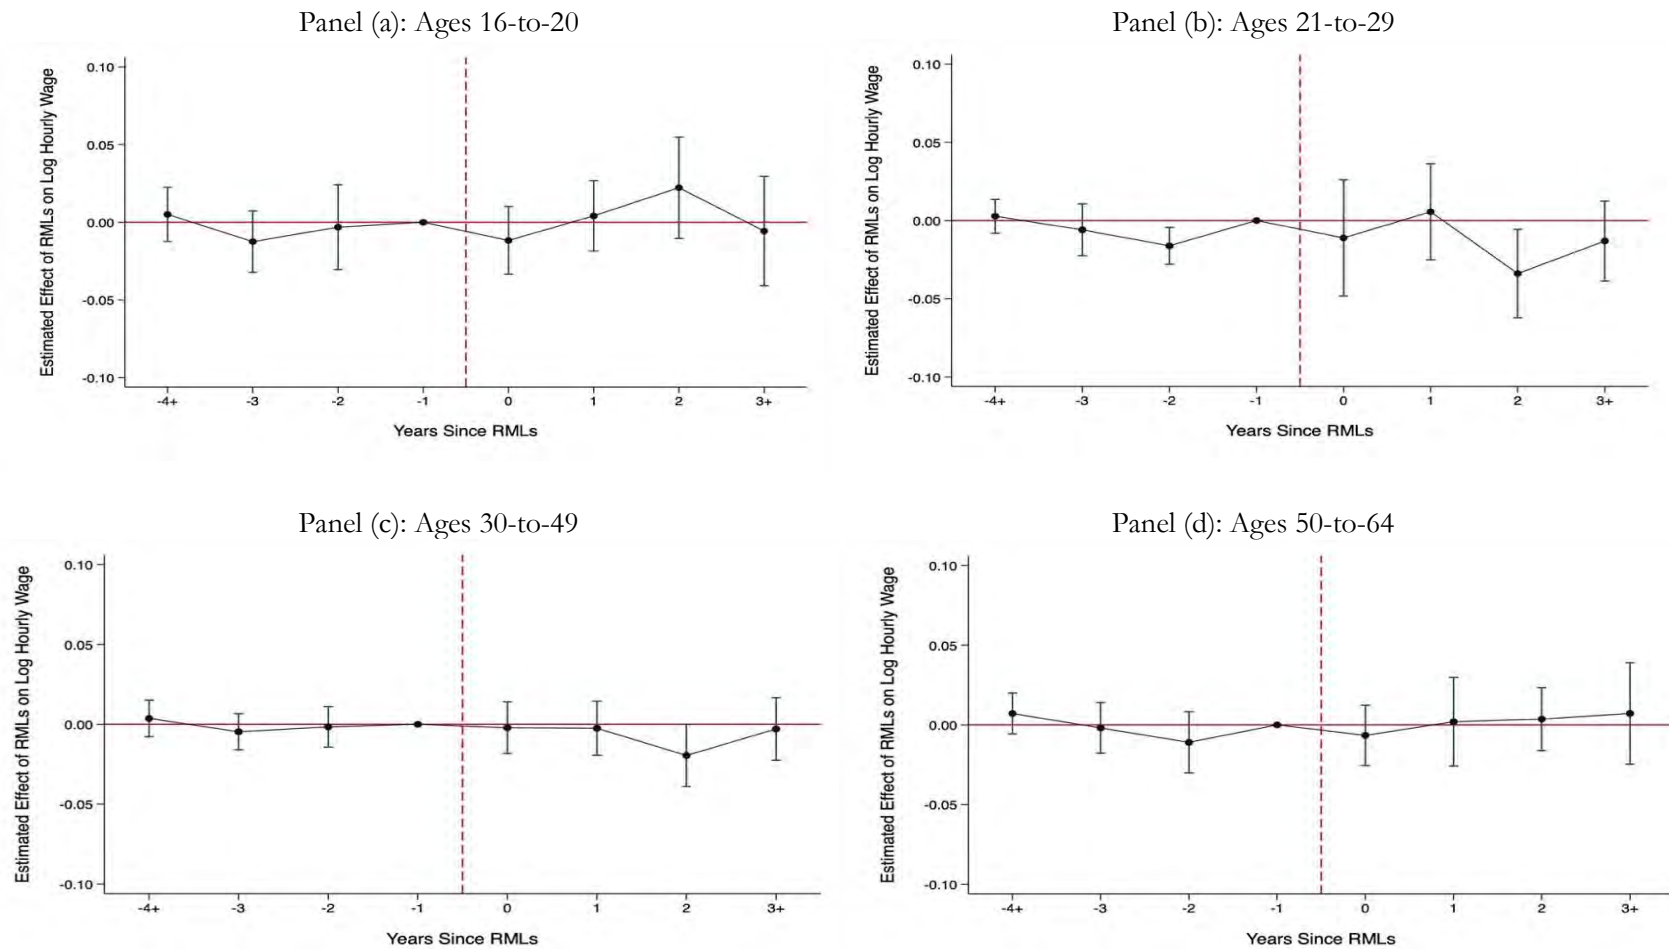 Panel (a): Ages 16-to-20
Estimated Effect of RMLs on Log Hourly Wage
0.10
0.05
0.00
-0.05
-0.10
-4+ -3 -2 -1 0 1 2 3+
Years Since RMLs
Panel (b): Ages 21-to-29
Estimated Effect of RMLs on Log Hourly Wage
0.10
0.05
0.00
-0.05
-0.10
-4+ -3 -2 -1 0 1 2 3+
Years Since RMLs
Panel (c): Ages 30-to-49
Estimated Effect of RMLs on Log Hourly Wage
0.10
0.05
0.00
-0.05
-0.10
-4+ -3 -2 -1 0 1 2 3+
Years Since RMLs
Panel (d): Ages 50-to-64
Estimated Effect of RMLs on Log Hourly Wage
0.10
0.05
0.00
-0.05
-0.10
-4+ -3 -2 -1 0 1 2 3+
Years Since RMLs